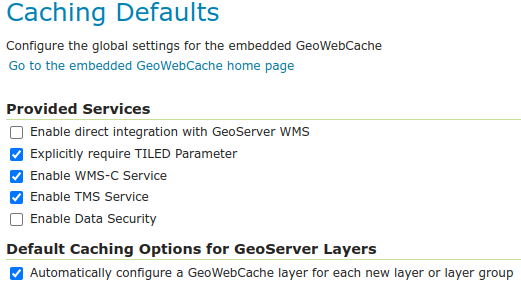 Caching Defaults
Configure the global settings for the embedded GeoWebCache
Go to the embedded GeoWebCache home page
Provided Services
Enable direct integration with GeoServer WMS
Explicitly require TILED Parameter
Enable WMS-C Service
Enable TMS Service
Enable Data Security
Default Caching Options for GeoServer Layers
Automatically configure a GeoWebCache layer for each new layer or layer group